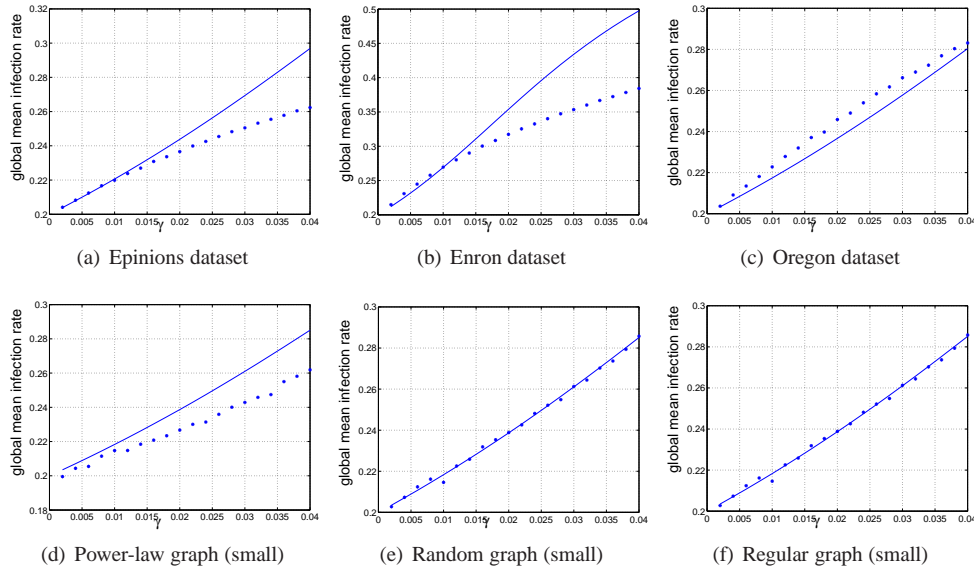 0.32
0.3
0.28
0.26
0.24
0.22
0.2
0 0.005 0.01 0.015 0.02 0.025 0.03 0.035 0.04
global mean infection rate
γ
(a) Epinions dataset
0.5
0.45
0.4
0.35
0.3
0.25
0.2
0 0.005 0.01 0.015 0.02 0.025 0.03 0.035 0.04
global mean infection rate
γ
(b) Enron dataset
0.3
0.28
0.26
0.24
0.22
0.2
0 0.005 0.01 0.015 0.02 0.025 0.03 0.035 0.04
global mean infection rate
γ
(c) Oregon dataset
0.3
0.28
0.26
0.24
0.22
0.2
0.18
0 0.005 0.01 0.015 0.02 0.025 0.03 0.035 0.04
global mean infection rate
γ
(d) Power-law graph (small)
0.3
0.28
0.26
0.24
0.22
0.2
0 0.005 0.01 0.015 0.02 0.025 0.03 0.035 0.04
global mean infection rate
γ
(e) Random graph (small)
0.3
0.28
0.26
0.24
0.22
0.2
0 0.005 0.01 0.015 0.02 0.025 0.03 0.035 0.04
global mean infection rate
γ
(f) Regular graph (small)